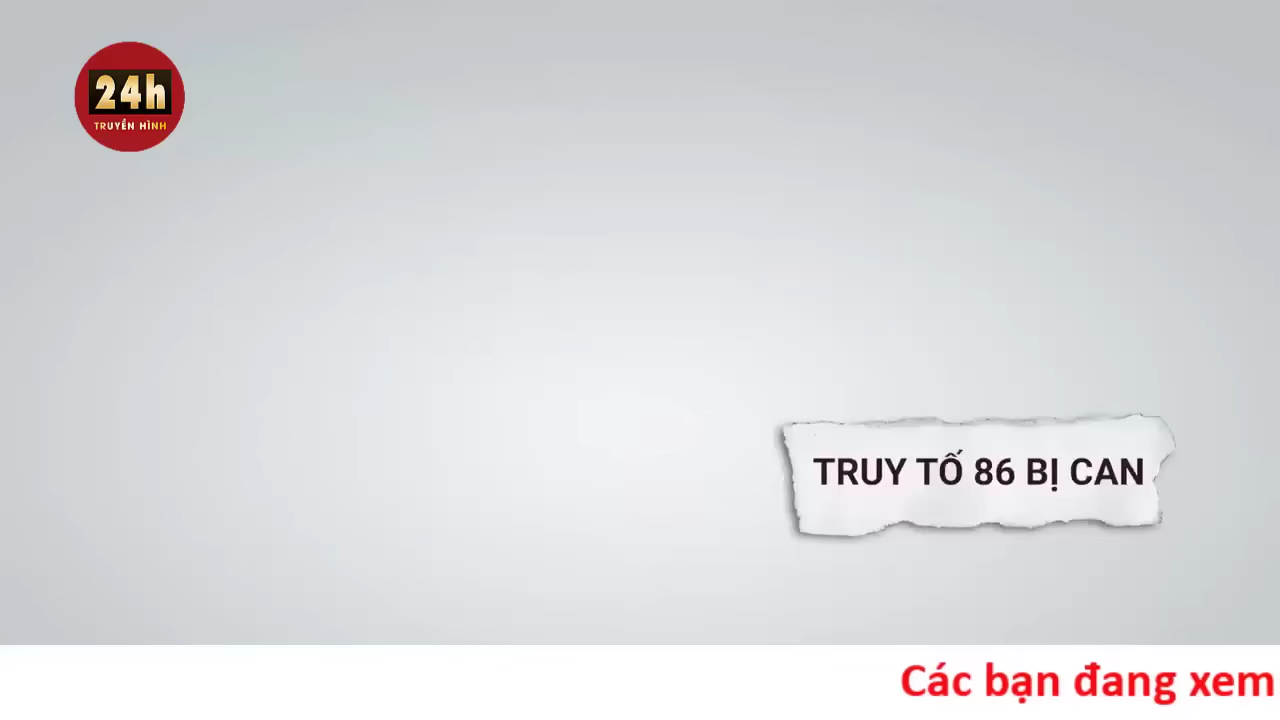 24h
TRUYỀN HÌNH
TRUY TỐ 86 BỊ CAN
Các bạn đang xem